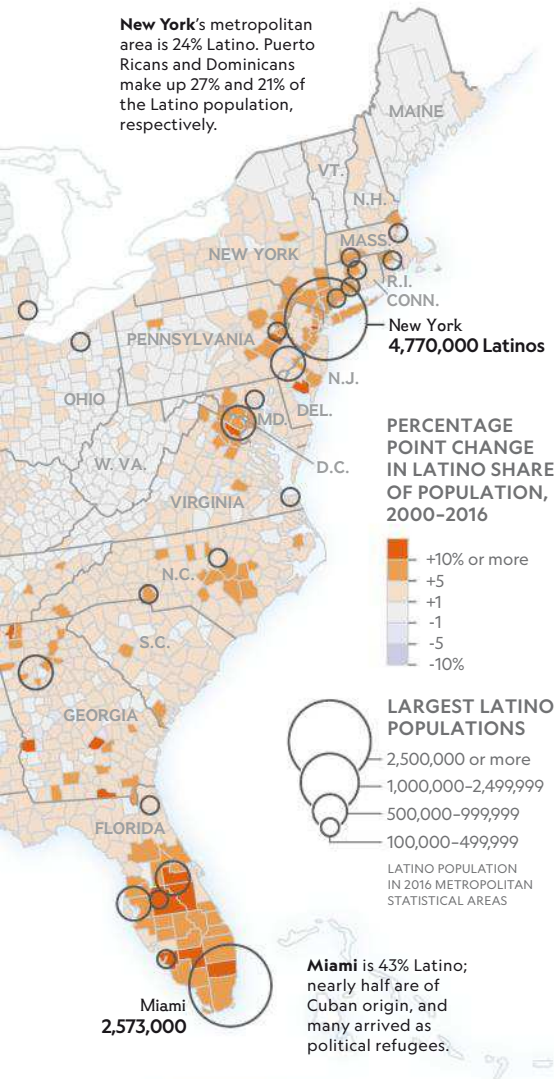 New York's metropolitan
area is 24% Latino. Puerto
Ricans and Dominicans
make up 27% and 21% of
the Latino population,
respectively.
MAINE
VT.
N.H.
NEW YORK
MASS.
R.I.
CONN.
PENNSYLVANIA
New York
4,770,000 Latinos
N.J.
OHIO
MD.
DEL.
W. VA.
D.C.
VIRGINIA
N.C.
S.C.
GEORGIA
FLORIDA
PERCENTAGE
POINT CHANGE
IN LATINO SHARE
OF POPULATION,
2000–2016
+10% or more
+5
+1
-1
-5
-10%
LARGEST LATINO
POPULATIONS
2,500,000 or more
1,000,000–2,499,999
500,000–999,999
100,000–499,999
LATINO POPULATION
IN 2016 METROPOLITAN
STATISTICAL AREAS
Miami
2,573,000
Miami is 43% Latino;
nearly half are of
Cuban origin, and
many arrived as
political refugees.